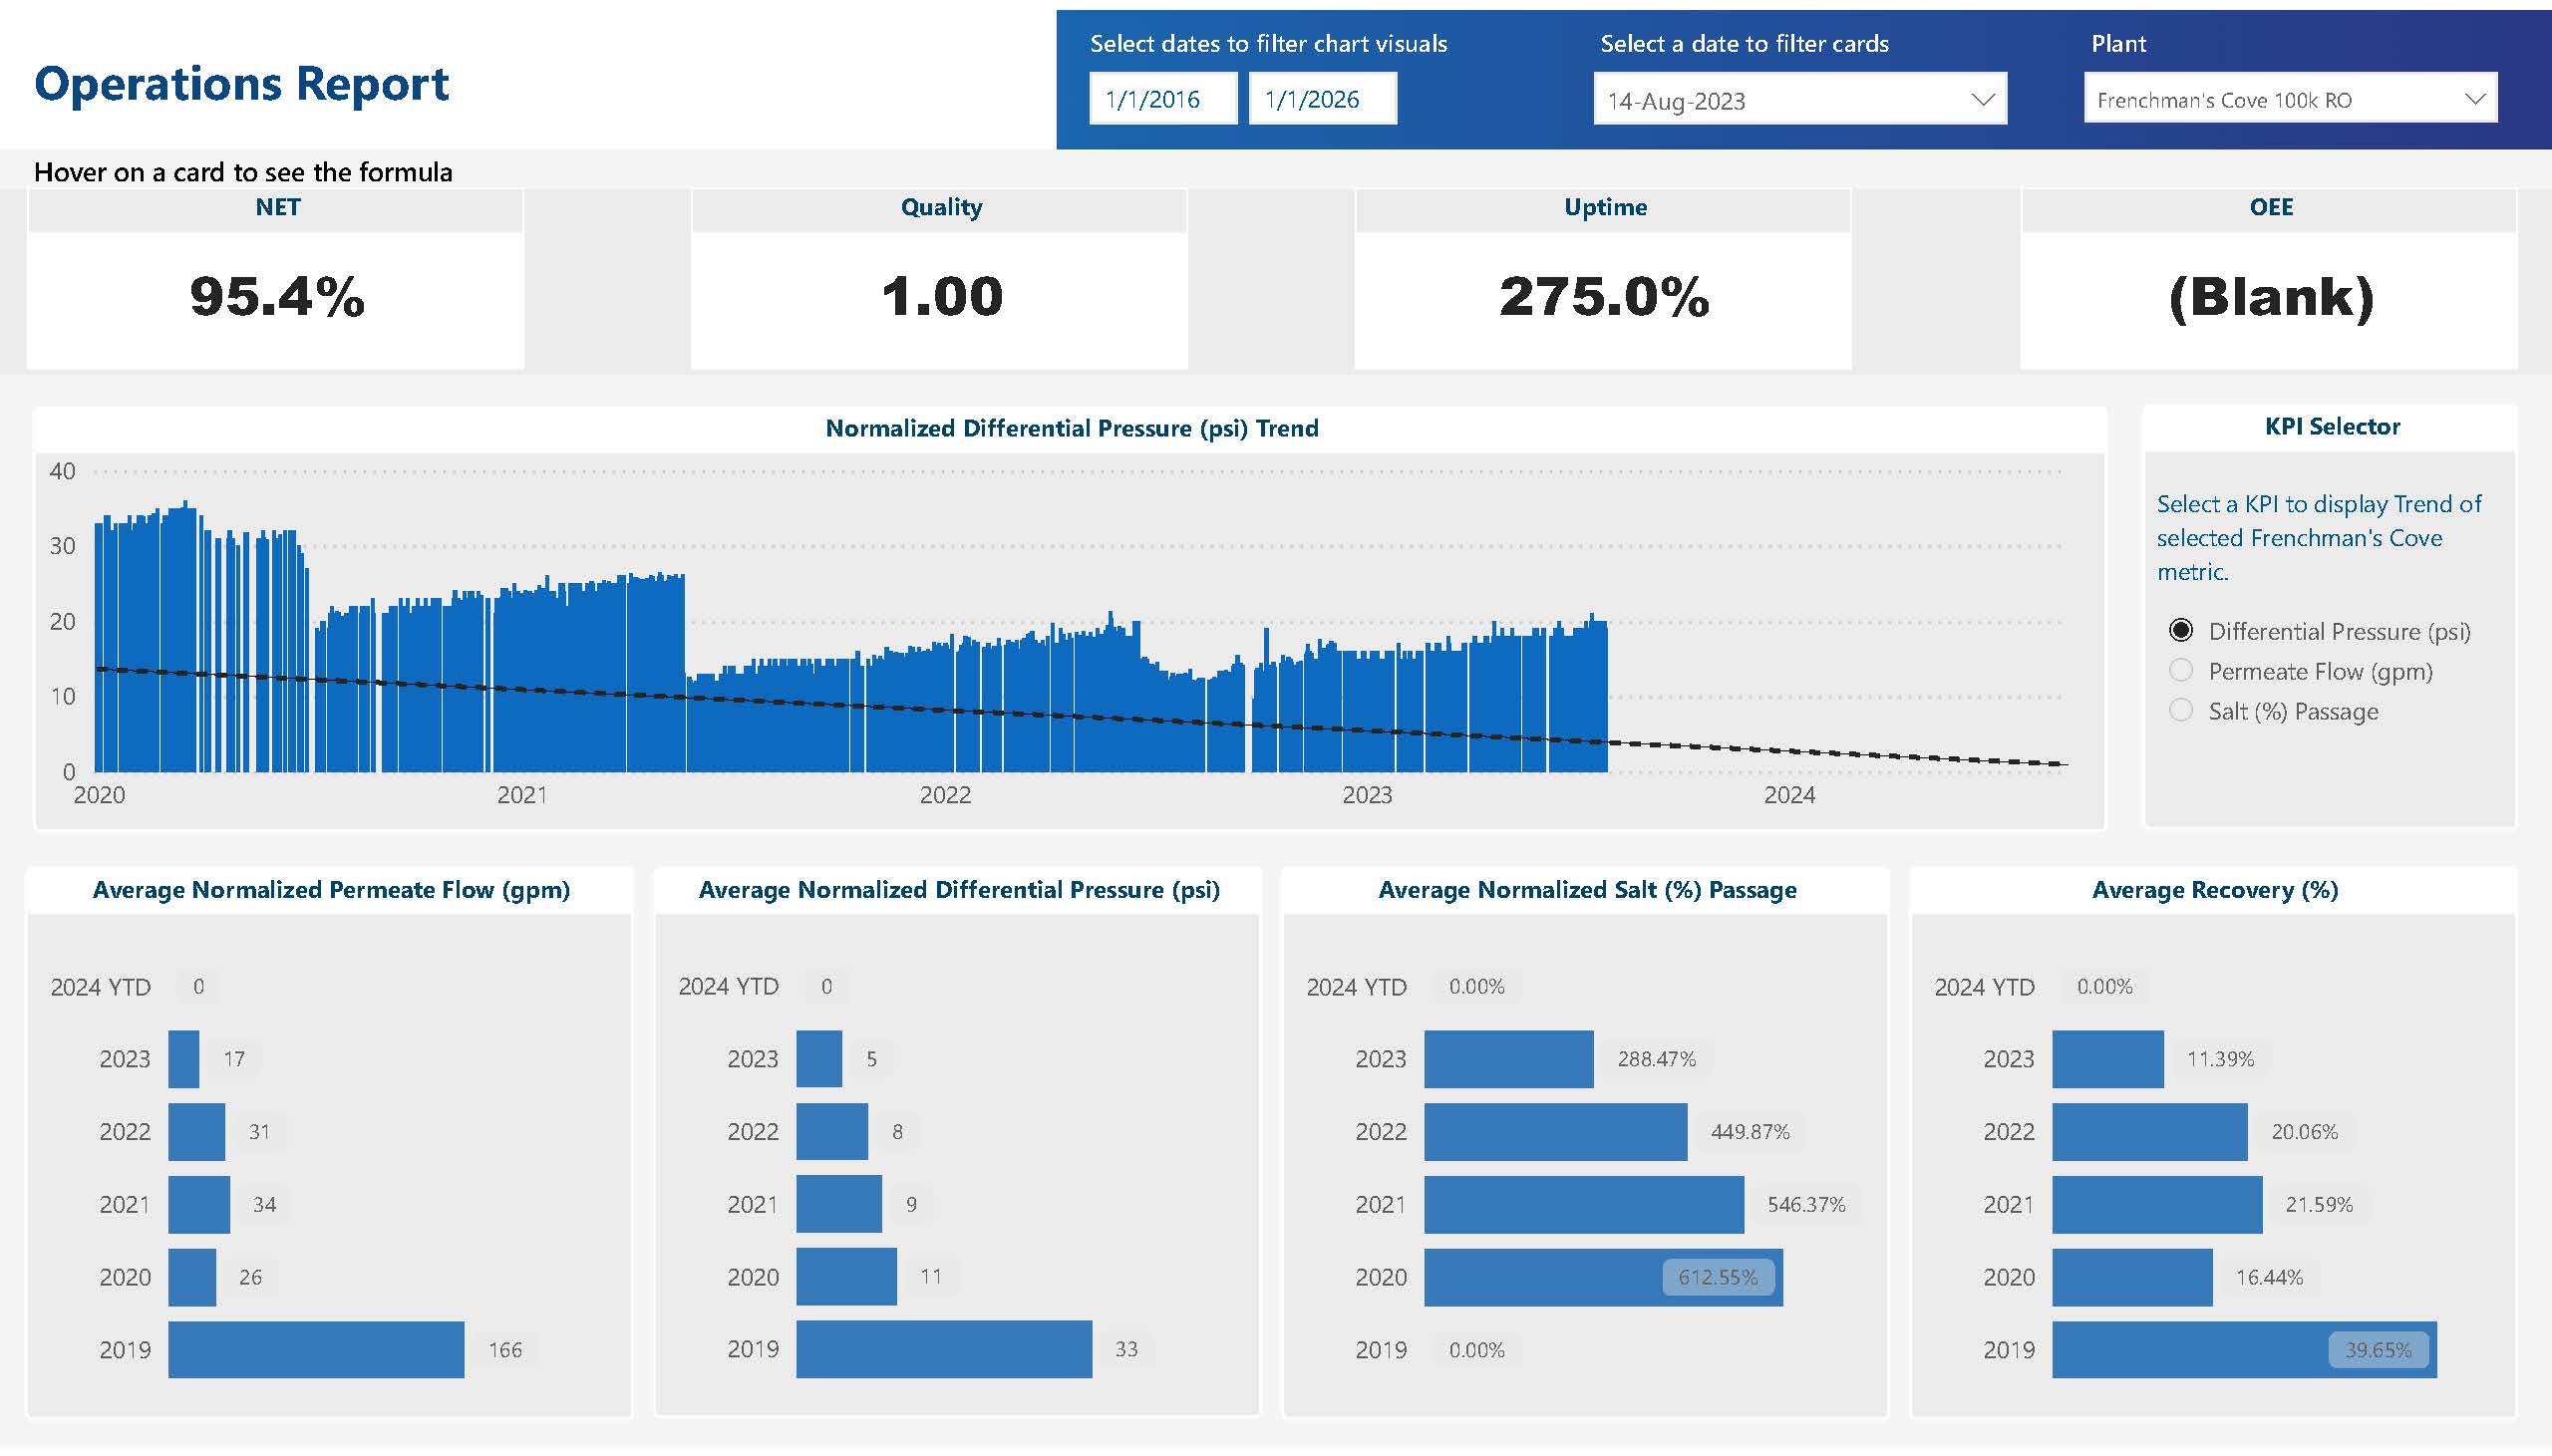 Operations Report
Select dates to filter chart visuals
1/1/2016
1/1/2026
Select a date to filter cards
14-Aug-2023
Plant
Frenchman's Cove 100k RO
Hover on a card to see the formula
NET
95.4%
Quality
1.00
Uptime
275.0%
OEE
(Blank)
Normalized Differential Pressure (psi) Trend
40
30
20
10
0
2020
2021
2022
2023
2024
KPI Selector
Select a KPI to display Trend of
selected Frenchman's Cove
metric.
Differential Pressure (psi)
Permeate Flow (gpm)
Salt (%) Passage
Average Normalized Permeate Flow (gpm)
2024 YTD 0
2023 17
2022 31
2021 34
2020 26
2019 166
Average Normalized Differential Pressure (psi)
2024 YTD 0
2023 5
2022 8
2021 9
2020 11
2019 33
Average Normalized Salt (%) Passage
2024 YTD 0.00%
2023 288.47%
2022 449.87%
2021 546.37%
2020 612.55%
2019 0.00%
Average Recovery (%)
2024 YTD 0.00%
2023 11.39%
2022 20.06%
2021 21.59%
2020 16.44%
2019 39.65%